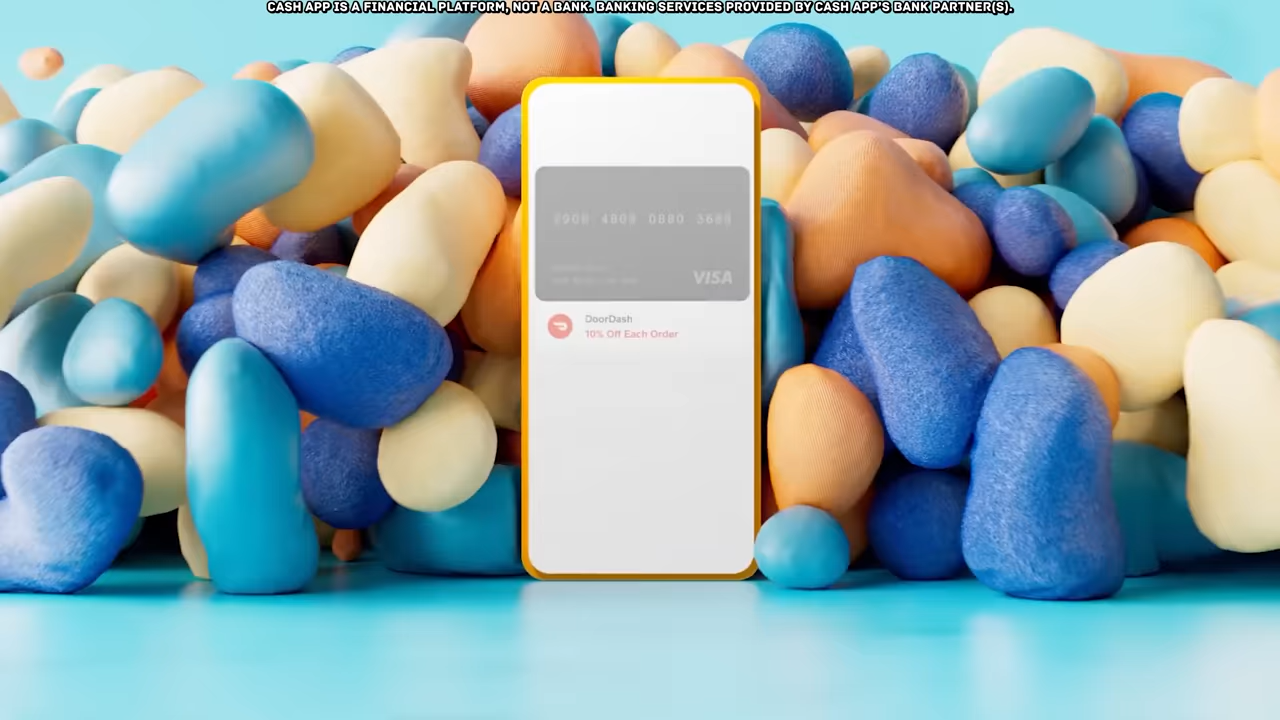 CASH APP IS A FINANCIAL PLATFORM, NOT A BANK. BANKING SERVICES PROVIDED BY CASH APP'S BANK PARTNER(S).
VISA
DoorDash
10% Off Each Order